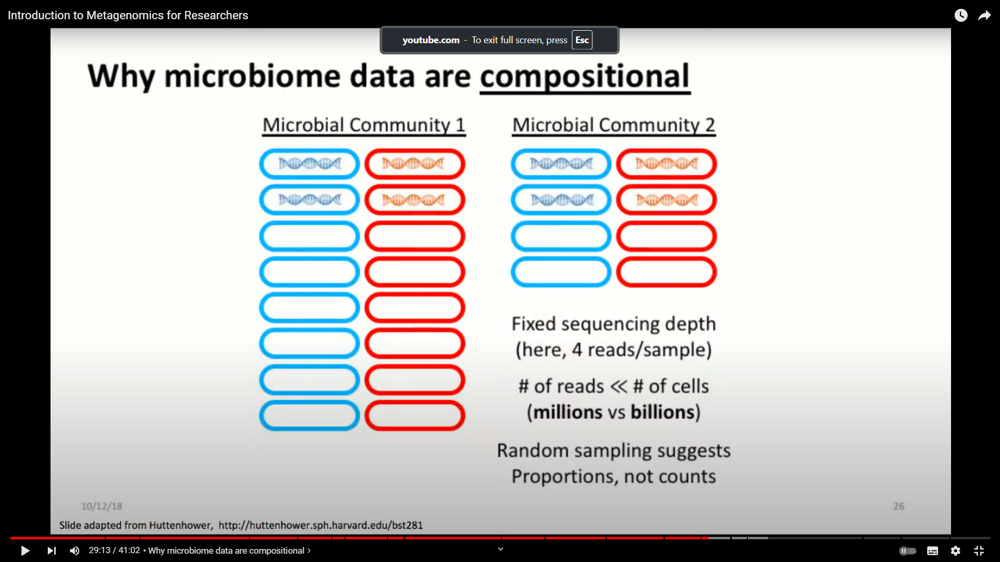 Introduction to Metagenomics for Researchers
youtube.com - To exit full screen, press Esc
Why microbiome data are compositional
Microbial Community 1
Microbial Community 2
Fixed sequencing depth
(here, 4 reads/sample)
# of reads ≪ # of cells
(millions vs billions)
Random sampling suggests
Proportions, not counts
10/12/18
26
Slide adapted from Huttenhower, http://huttenhower.sph.harvard.edu/bst281
29:13 / 41:02 • Why microbiome data are compositional ›